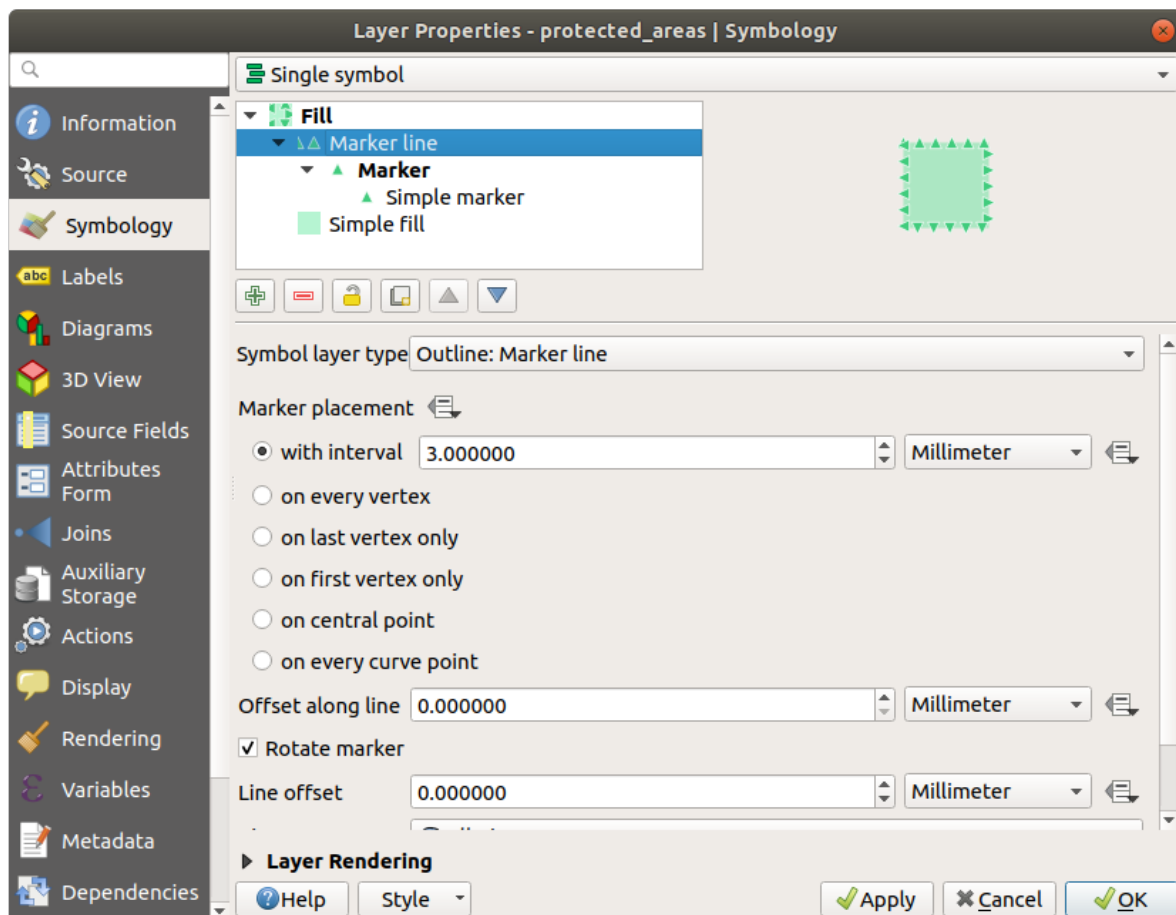 Layer Properties - protected_areas | Symbology
Single symbol
Information
Source
Symbology
abc Labels
Diagrams
3D View
Source Fields
Attributes
Form
Joins
Auxiliary
Storage
Actions
Display
Rendering
Variables
Metadata
Dependencies
Fill
Marker line
Marker
Simple marker
Simple fill
Symbol layer type Outline: Marker line
Marker placement
with interval 3.000000 Millimeter
on every vertex
on last vertex only
on first vertex only
on central point
on every curve point
Offset along line 0.000000 Millimeter
Rotate marker
Line offset 0.000000 Millimeter
Layer Rendering
Help Style Apply Cancel OK